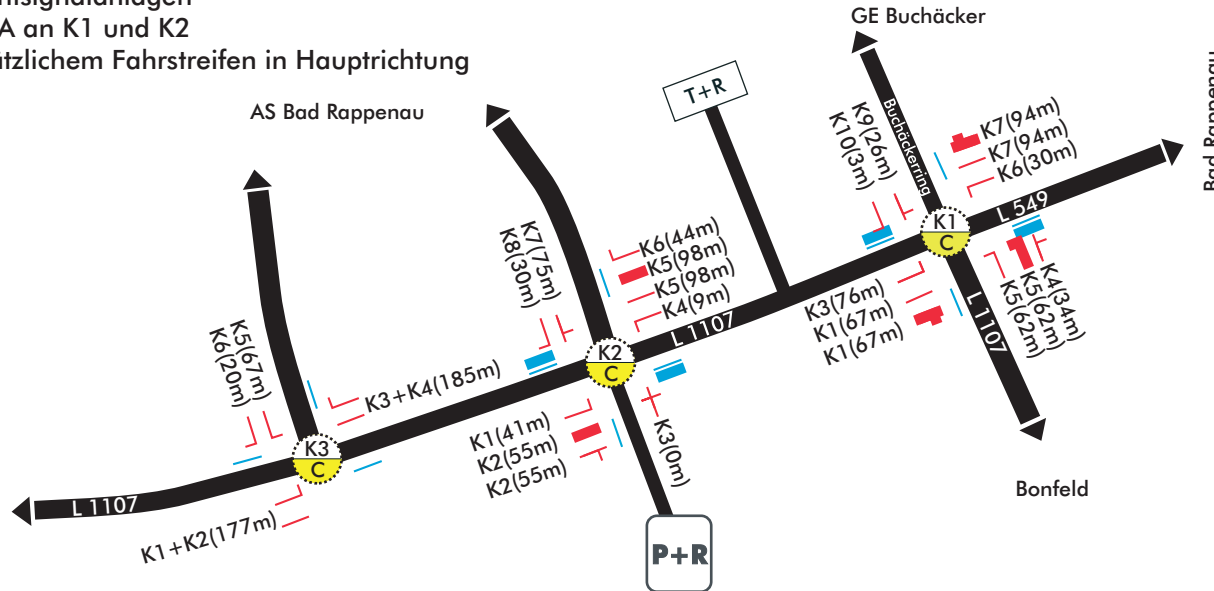 A an K1 und K2
Fahrstreifen in Hauptrichtung
GE Buchäcker
AS Bad Rappenau
T+R
Bad Rappenau
Buchäckerring
K9(26m)
K10(3m)
K7(94m)
K7(94m)
K6(30m)
L 549
K1
C
K4(34m)
K5(62m)
K5(62m)
L 1107
K3(76m)
K1(67m)
K1(67m)
Bonfeld
K7(75m)
K8(30m)
K6(44m)
K5(98m)
K5(98m)
K4(9m)
L 1107
K2
C
K3(0m)
K1(41m)
K2(55m)
K2(55m)
P+R
K5(67m)
K6(20m)
K3+K4(185m)
K3
C
L 1107
K1+K2(177m)